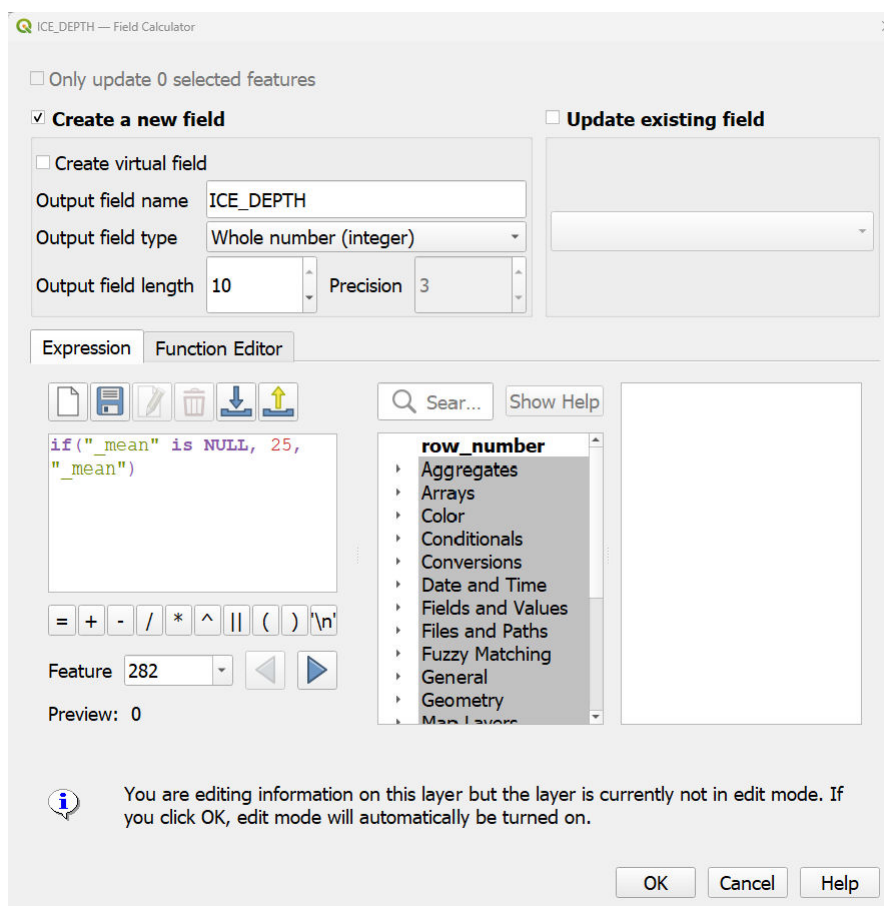 ICE_DEPTH — Field Calculator
Only update 0 selected features
Create a new field
Update existing field
Create virtual field
Output field name ICE_DEPTH
Output field type Whole number (integer)
Output field length 10 Precision 3
Expression Function Editor
Sear... Show Help
if("_mean" is NULL, 25,
"_mean")
row_number
Aggregates
Arrays
Color
Conditionals
Conversions
Date and Time
Fields and Values
Files and Paths
Fuzzy Matching
General
Geometry
Map Layers
= + - / * ^ || ( ) '\n'
Feature 282
Preview: 0
You are editing information on this layer but the layer is currently not in edit mode. If
you click OK, edit mode will automatically be turned on.
OK Cancel Help